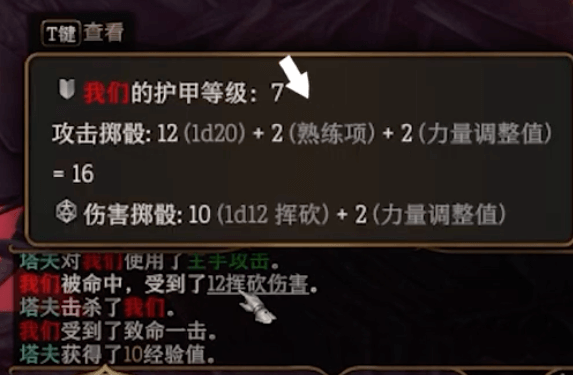 T键 查看
我们的护甲等级: 7
攻击掷骰: 12 (1d20) + 2 (熟练项) + 2 (力量调整值)
= 16
伤害掷骰: 10 (1d12 挥砍) + 2 (力量调整值)
塔夫对我们使用了主手攻击。
我们被命中，受到了12挥砍伤害。
塔夫击杀了我们。
我们受到了致命一击。
塔夫获得了10经验值。